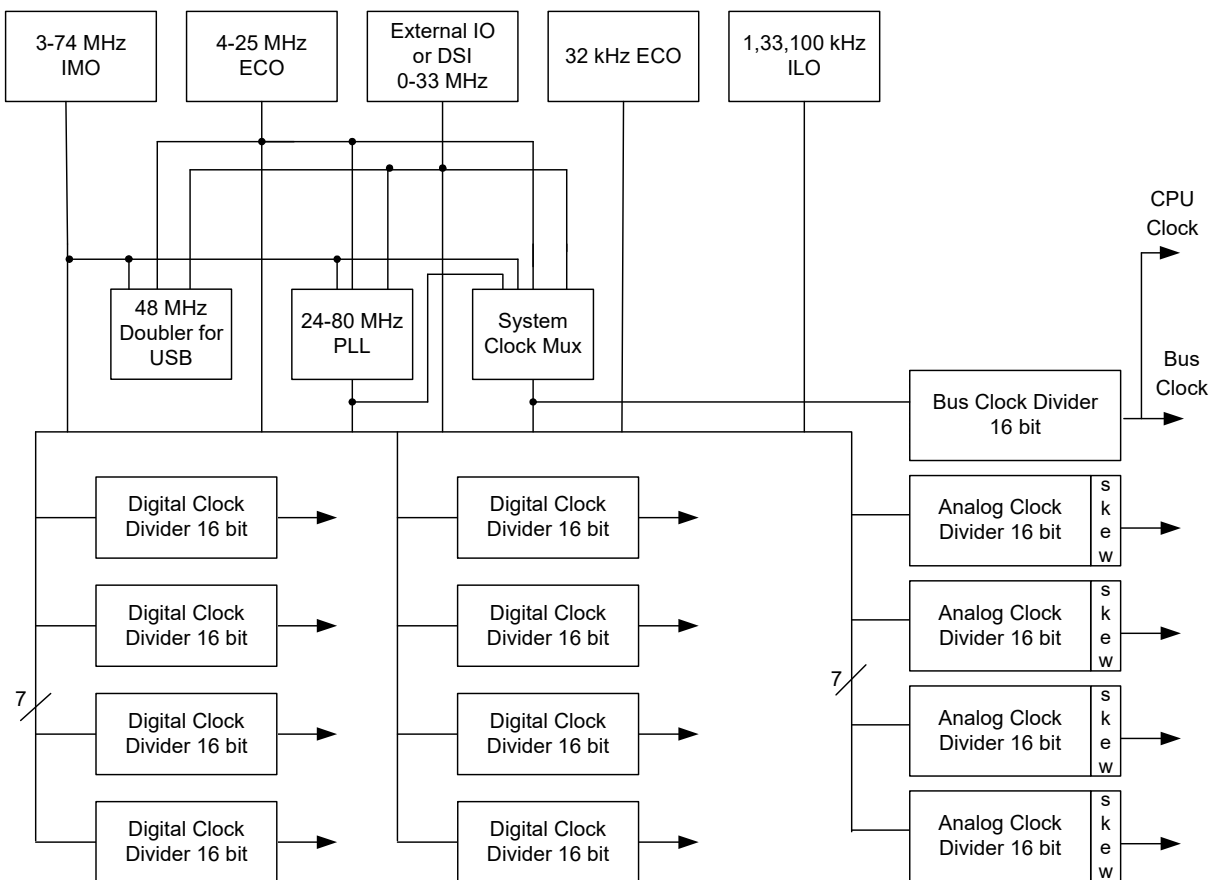 3-74 MHz
IMO
4-25 MHz
ECO
External IO
or DSI
0-33 MHz
32 kHz ECO
1,33,100 kHz
ILO
CPU
Clock
48 MHz
Doubler for
USB
24-80 MHz
PLL
System
Clock Mux
Bus
Clock
Bus Clock Divider
16 bit
Digital Clock
Divider 16 bit
Digital Clock
Divider 16 bit
Analog Clock
Divider 16 bit
s
k
e
w
Digital Clock
Divider 16 bit
Digital Clock
Divider 16 bit
Analog Clock
Divider 16 bit
s
k
e
w
7
7
Digital Clock
Divider 16 bit
Digital Clock
Divider 16 bit
Analog Clock
Divider 16 bit
s
k
e
w
Digital Clock
Divider 16 bit
Digital Clock
Divider 16 bit
Analog Clock
Divider 16 bit
s
k
e
w